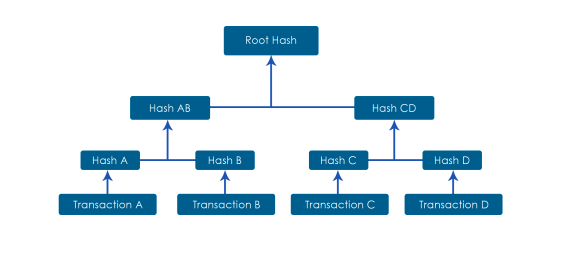 Root Hash
Hash AB
Hash CD
Hash A
Hash B
Hash C
Hash D
Transaction A
Transaction B
Transaction C
Transaction D